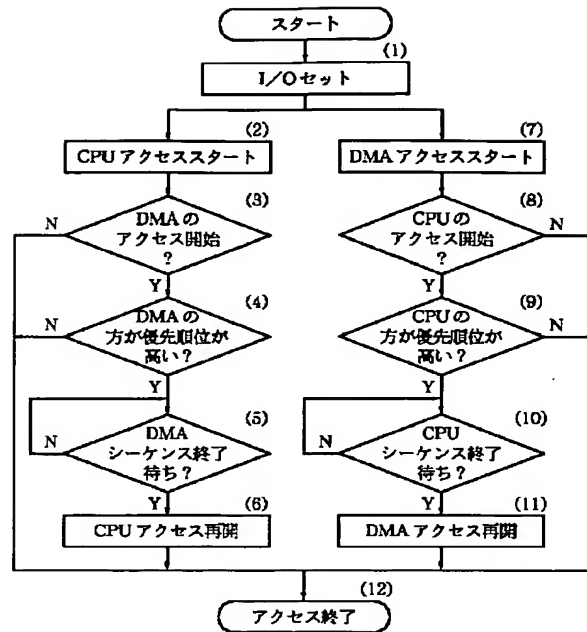 スタート
(1)
I/Oセット
(2)
CPUアクセススタート
(3)
DMAの
アクセス開始
?
N
Y
(4)
DMAの
方が優先順位が
高い?
N
Y
(5)
DMA
シーケンス終了
待ち?
N
Y
(6)
CPUアクセス再開
(7)
DMAアクセススタート
(8)
CPUの
アクセス開始
?
N
Y
(9)
CPUの
方が優先順位が
高い?
N
Y
(10)
CPU
シーケンス終了
待ち?
N
Y
(11)
DMAアクセス再開
(12)
アクセス終了